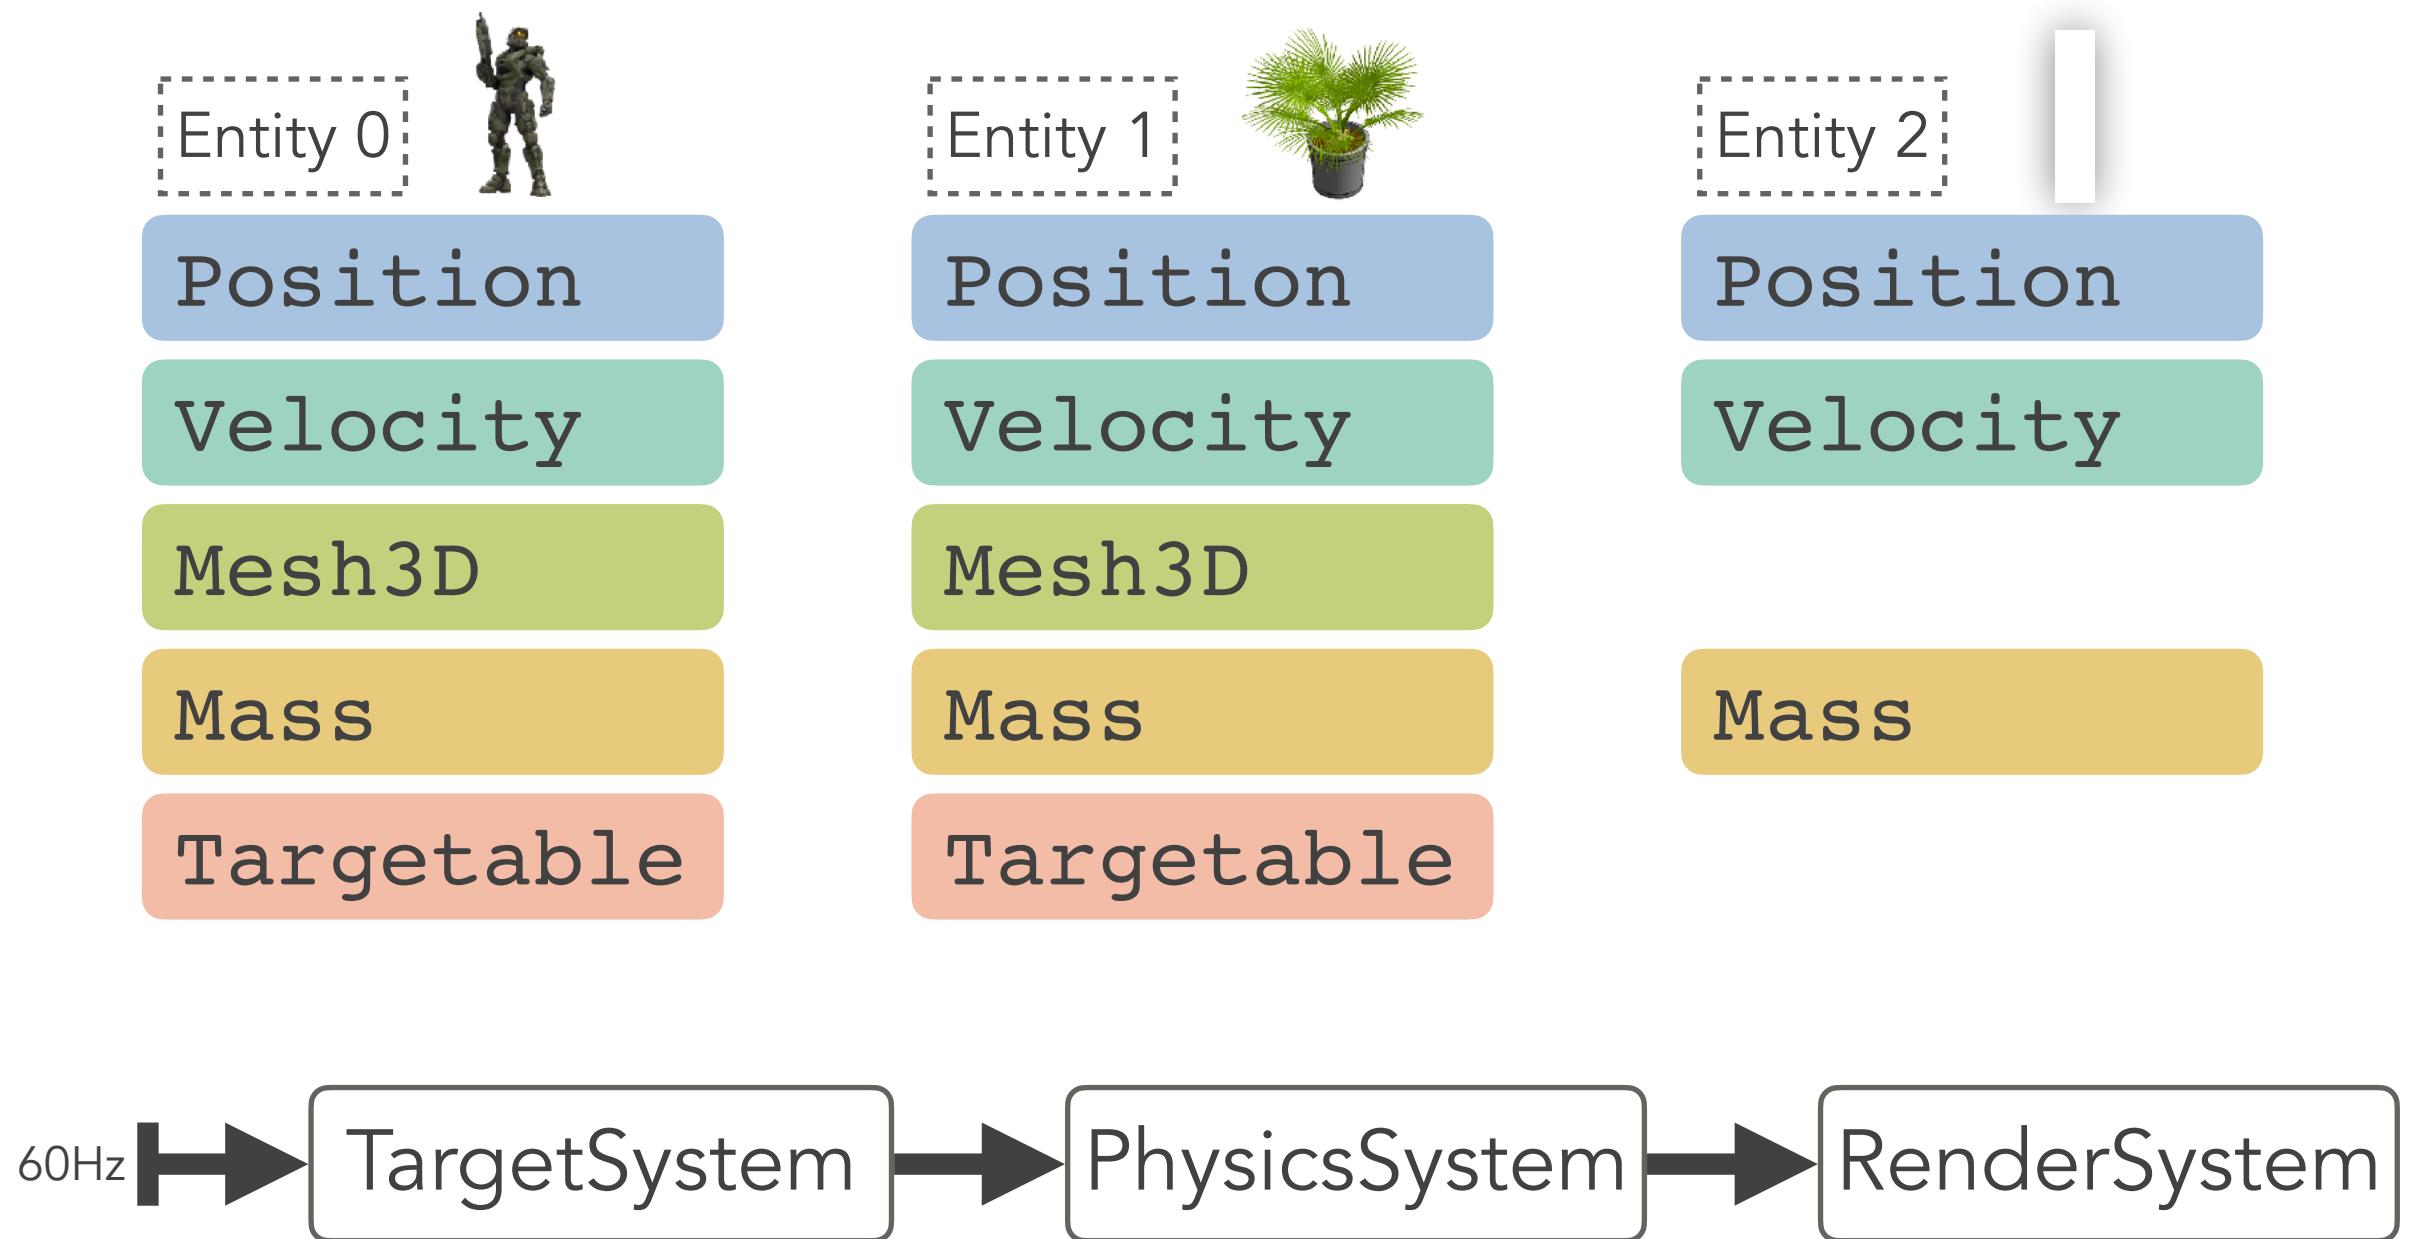 Entity 0
Entity 1
Entity 2
Position
Position
Position
Velocity
Velocity
Velocity
Mesh3D
Mesh3D
Mass
Mass
Mass
Targetable
Targetable
60Hz
TargetSystem
PhysicsSystem
RenderSystem